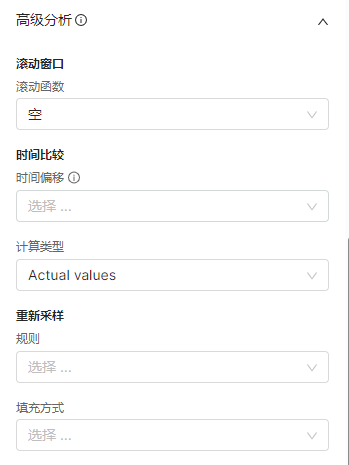 高级分析
滚动窗口
滚动函数
空
时间比较
时间偏移
选择 ...
计算类型
Actual values
重新采样
规则
选择 ...
填充方式
选择 ...